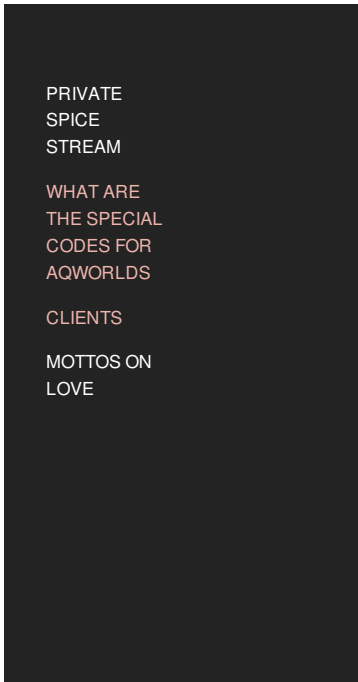 PRIVATE
SPICE
STREAM
WHAT ARE
THE SPECIAL
CODES FOR
AQWORLDS
CLIENTS
MOTTOS ON
LOVE